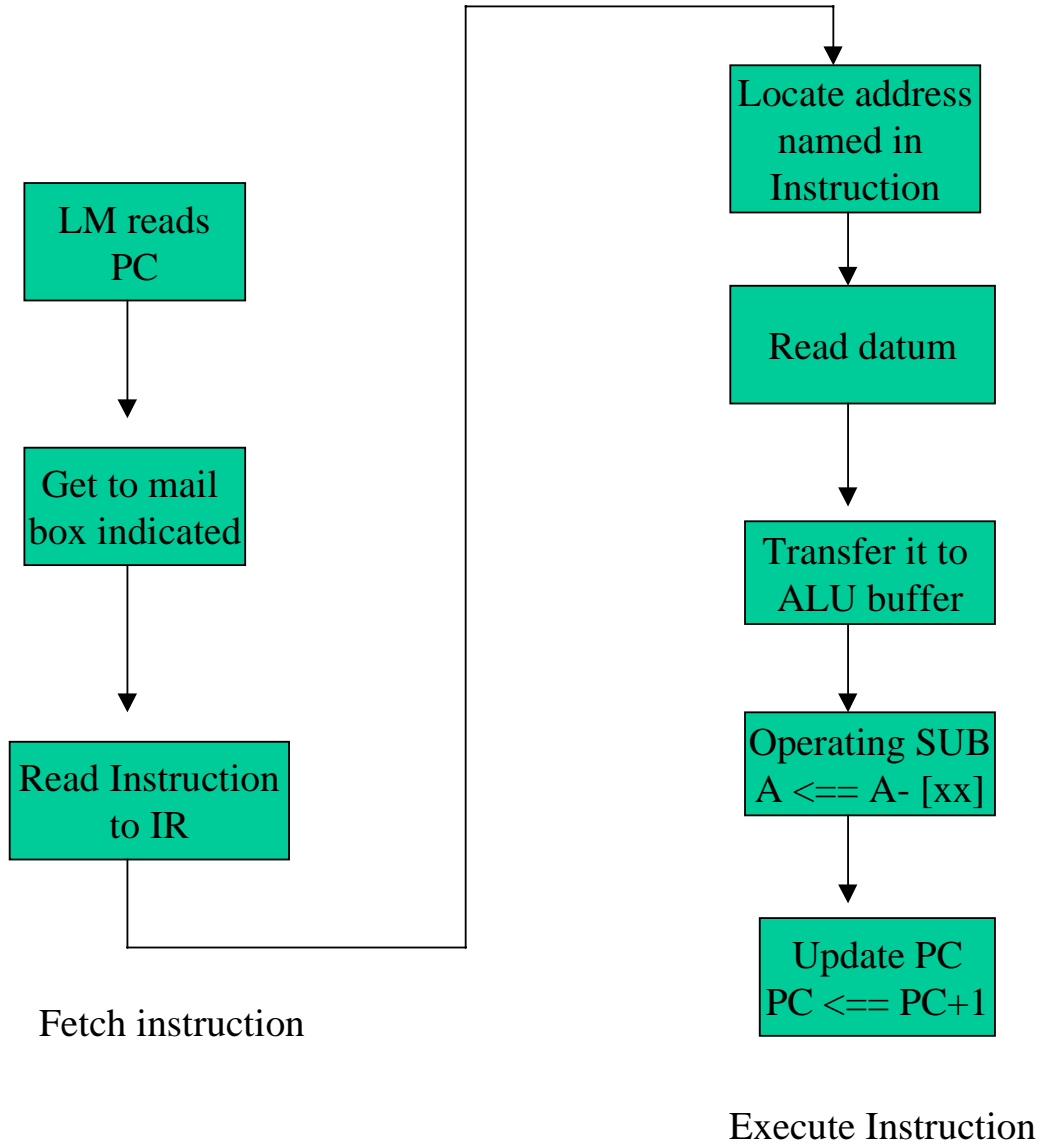 LM reads
PC
Get to mail
box indicated
Read Instruction
to IR
Fetch instruction
Locate address
named in
Instruction
Read datum
Transfer it to
ALU buffer
Operating SUB
A <== A- [xx]
Update PC
PC <== PC+1
Execute Instruction